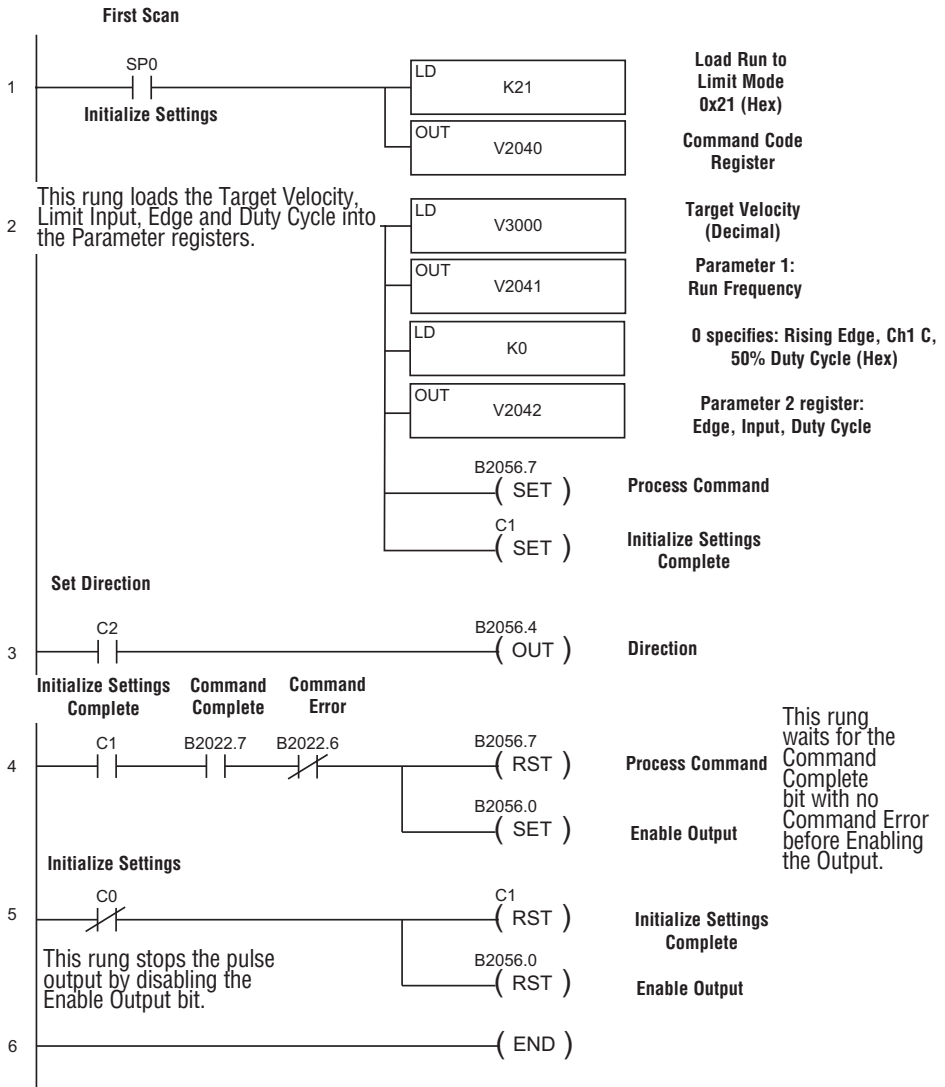 First Scan
1
SP0
Initialize Settings
LD
K21
Load Run to
Limit Mode
0x21 (Hex)
OUT
V2040
Command Code
Register
2
This rung loads the Target Velocity,
Limit Input, Edge and Duty Cycle into
the Parameter registers.
LD
V3000
Target Velocity
(Decimal)
OUT
V2041
Parameter 1:
Run Frequency
LD
K0
0 specifies: Rising Edge, Ch1 C,
50% Duty Cycle (Hex)
OUT
V2042
Parameter 2 register:
Edge, Input, Duty Cycle
B2056.7
( SET )
Process Command
C1
( SET )
Initialize Settings
Complete
Set Direction
3
C2
B2056.4
( OUT )
Direction
Initialize Settings
Complete
Command
Complete
Command
Error
4
C1
B2022.7
B2022.6
B2056.7
( RST )
Process Command
B2056.0
( SET )
Enable Output
This rung
waits for the
Command
Complete
bit with no
Command Error
before Enabling
the Output.
Initialize Settings
5
C0
C1
( RST )
Initialize Settings
Complete
This rung stops the pulse
output by disabling the
Enable Output bit.
B2056.0
( RST )
Enable Output
6
( END )